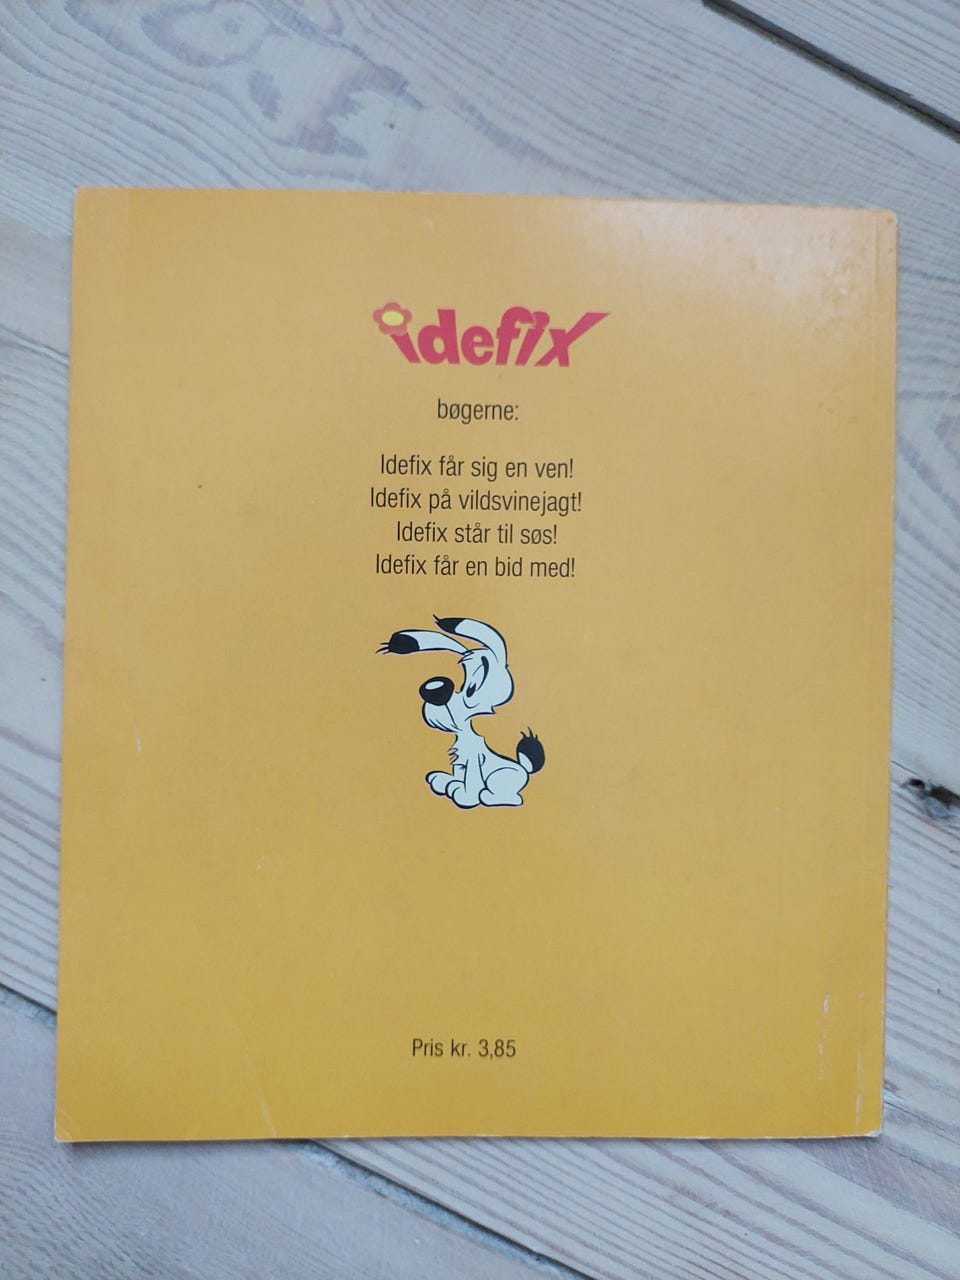 idefix
bøgerne:
Idefix får sig en ven!
Idefix på vildsvinejagt!
Idefix står til søs!
Idefix får en bid med!
Pris kr. 3,85